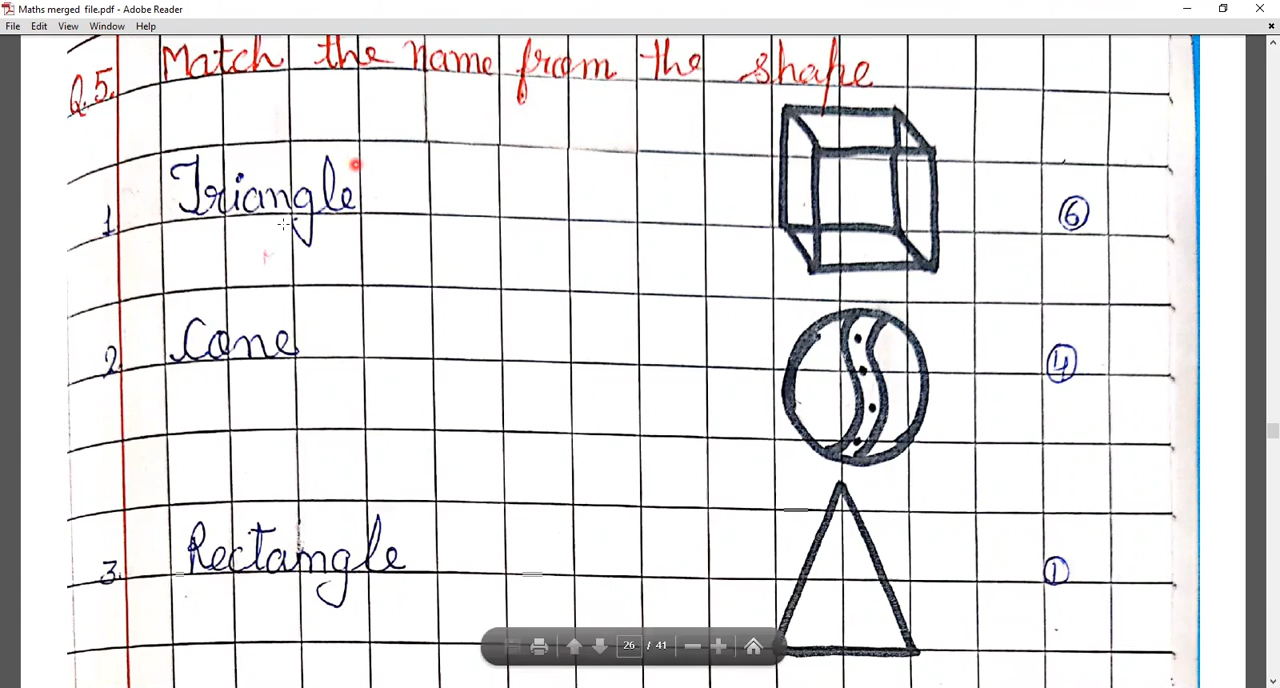 Maths merged file.pdf - Adobe Reader
File Edit View Window Help
Q.5. Match the name from the shape
1 Triangle
6
2. Cone
4
3. Rectangle
1
26 / 41